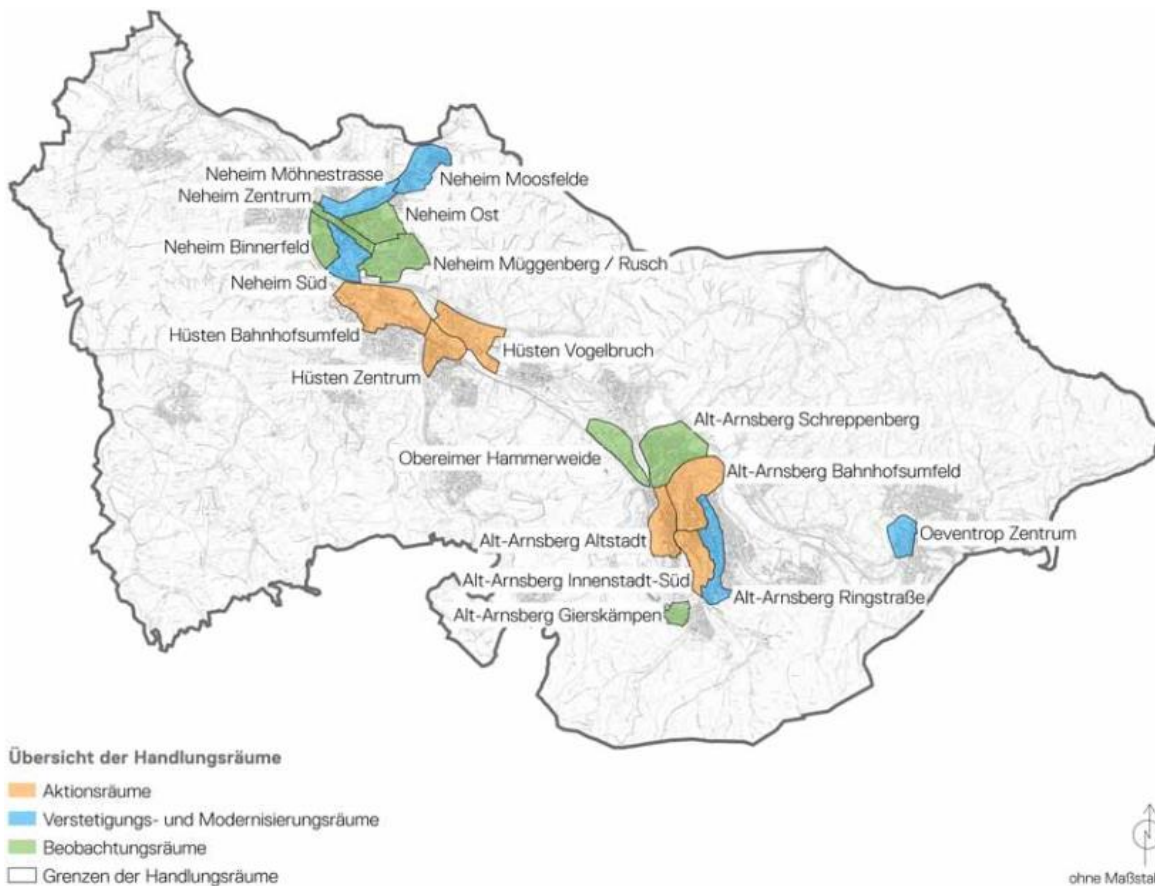 Neheim Möhnestrasse
Neheim Moosfelde
Neheim Zentrum
Neheim Ost
Neheim Binnerfeld
Neheim Müggenberg / Rusch
Neheim Süd
Hüsten Bahnhofsumfeld
Hüsten Vogelbruch
Hüsten Zentrum
Alt-Arnsberg Schreppenberg
Obereimer Hammerweide
Alt-Arnsberg Bahnhofsumfeld
Oeventrop Zentrum
Alt-Arnsberg Altstadt
Alt-Arnsberg Innenstadt-Süd
Alt-Arnsberg Ringstraße
Alt-Arnsberg Gierskämpen
Übersicht der Handlungsräume
Aktionsräume
Verstetigungs- und Modernisierungsräume
Beobachtungsräume
Grenzen der Handlungsräume
ohne Maßstab